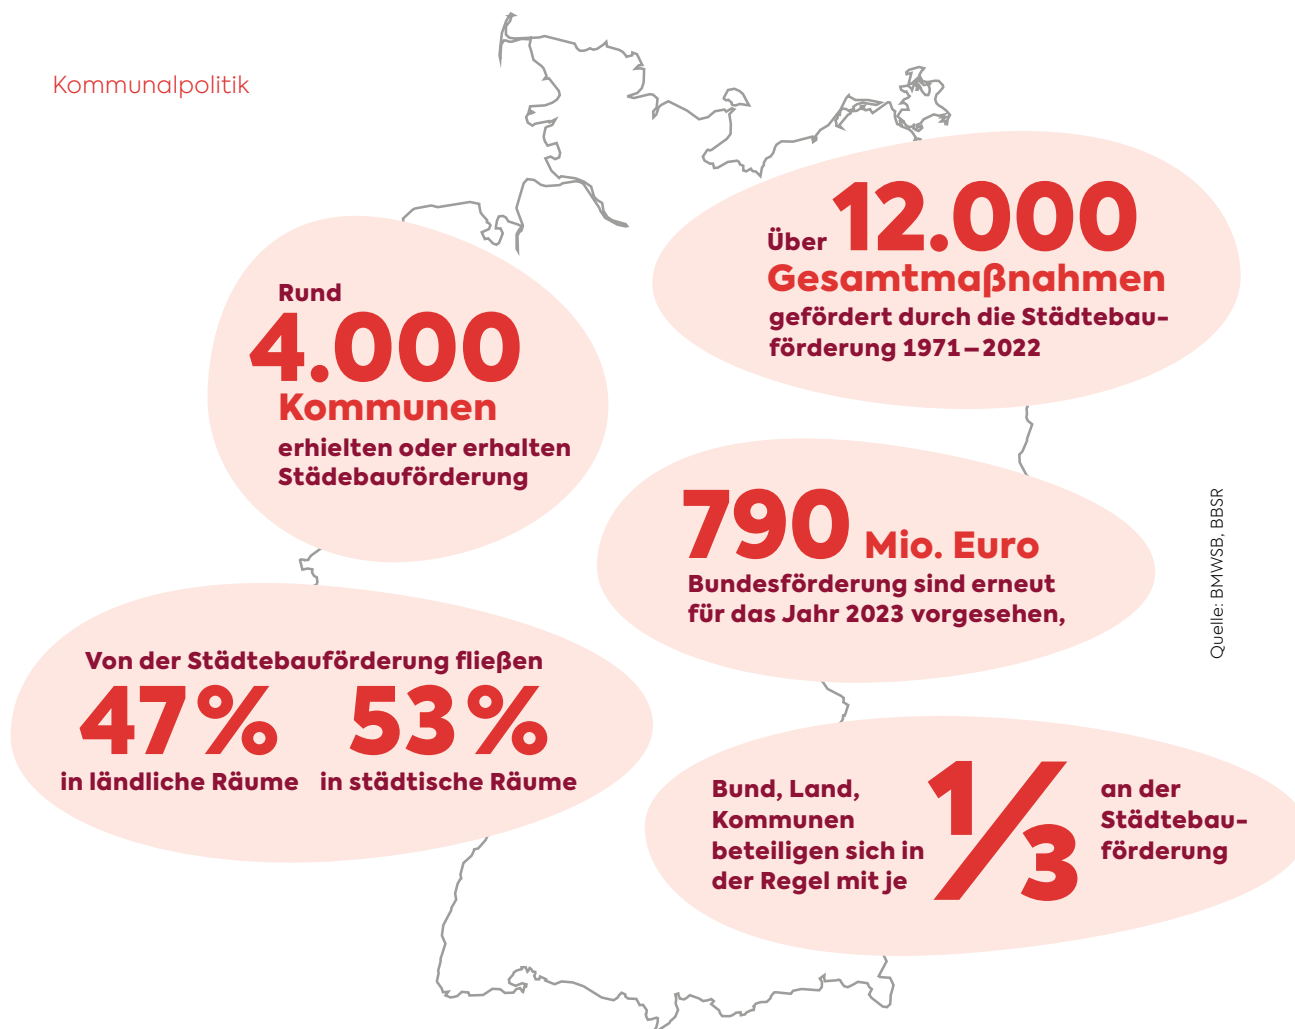 Kommunalpolitik
Über 12.000
Gesamtmaßnahmen
gefördert durch die Städtebau-
förderung 1971–2022
Rund
4.000
Kommunen
erhielten oder erhalten
Städebauförderung
790 Mio. Euro
Bundesförderung sind erneut
für das Jahr 2023 vorgesehen,
Von der Städtebauförderung fließen
47% 53%
in ländliche Räume in städtische Räume
Bund, Land,
Kommunen
beteiligen sich in
der Regel mit je
1/3
an der
Städtebau-
förderung
Quelle: BMWSB, BBSR